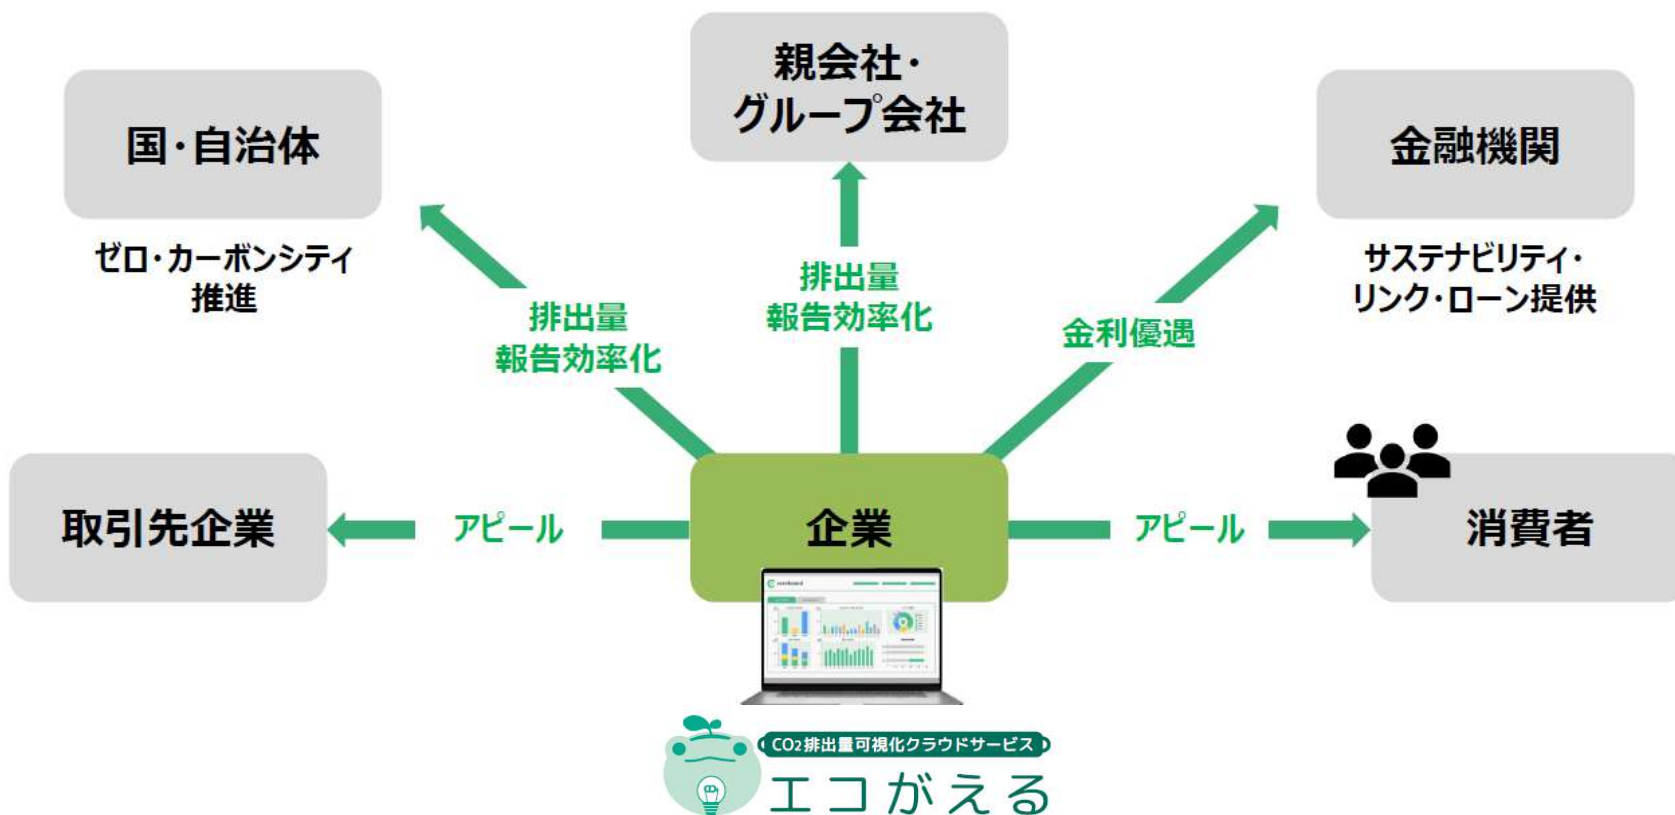 親会社・
グループ会社
国・自治体
金融機関
ゼロ・カーボンシティ
推進
サステナビリティ・
リンク・ローン提供
排出量
報告効率化
排出量
報告効率化
金利優遇
取引先企業
アピール
企業
アピール
消費者
CO2排出量可視化クラウドサービス
エコがえる